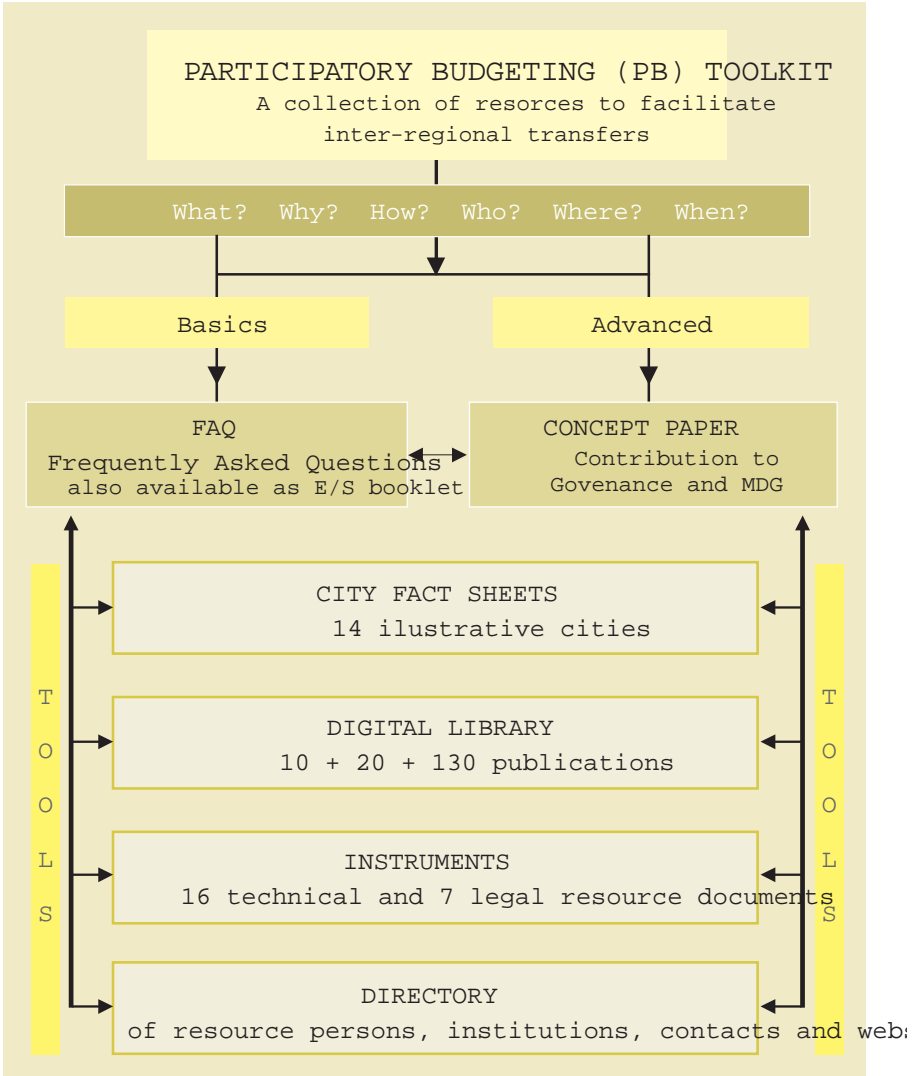 PARTICIPATORY BUDGETING (PB) TOOLKIT
A collection of resorces to facilitate
inter-regional transfers
What? Why? How? Who? Where? When?
Basics
Advanced
FAQ
Frequently Asked Questions
also available as E/S booklet
CONCEPT PAPER
Contribution to
Govenance and MDG
TOOLS
CITY FACT SHEETS
14 ilustrative cities
DIGITAL LIBRARY
10 + 20 + 130 publications
INSTRUMENTS
16 technical and 7 legal resource documents
DIRECTORY
of resource persons, institutions, contacts and webs
TOOLS